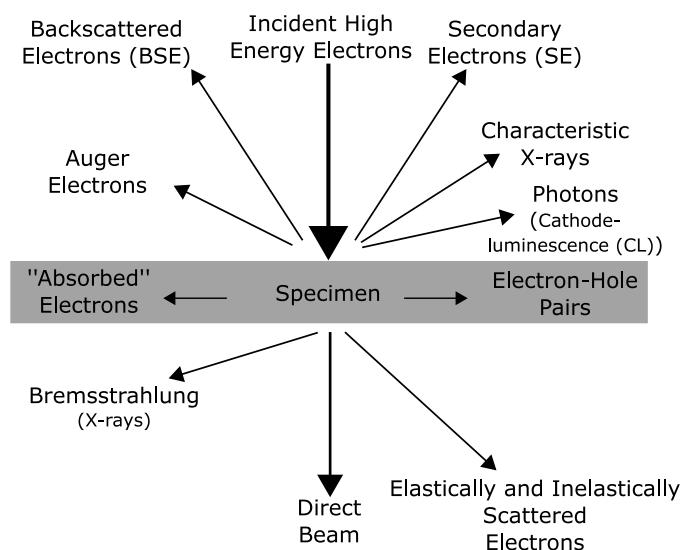 Backscattered
Electrons (BSE)
Incident High
Energy Electrons
Secondary
Electrons (SE)
Auger
Electrons
Characteristic
X-rays
Photons
(Cathode-
luminescence (CL))
"Absorbed"
Electrons
Specimen
Electron-Hole
Pairs
Bremsstrahlung
(X-rays)
Direct
Beam
Elastically and Inelastically
Scattered
Electrons